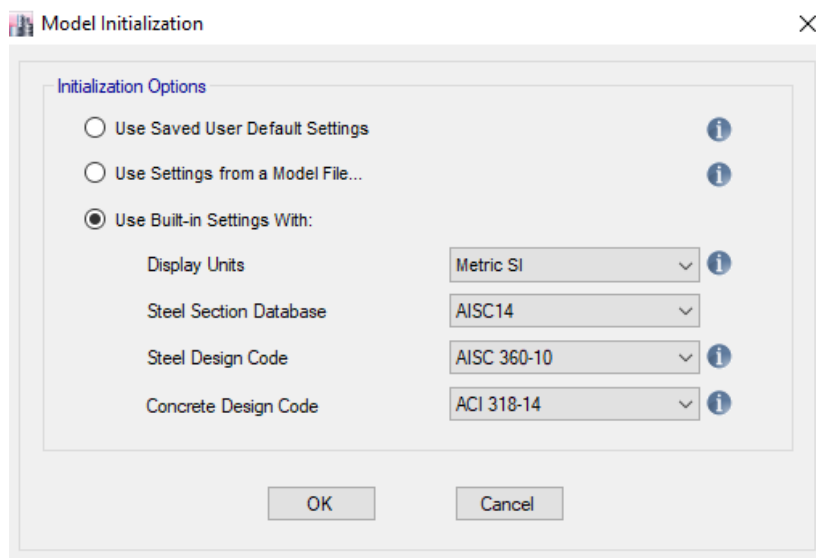 Model Initialization
Initialization Options
Use Saved User Default Settings
Use Settings from a Model File...
Use Built-in Settings With:
Display Units Metric SI
Steel Section Database AISC14
Steel Design Code AISC 360-10
Concrete Design Code ACI 318-14
OK Cancel